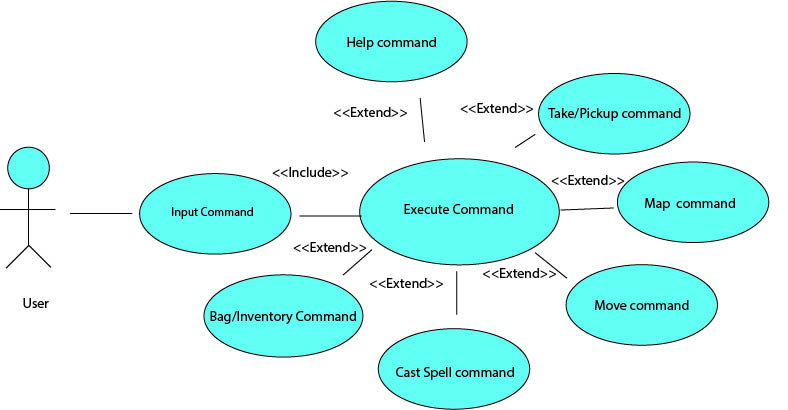 Help command
<<Extend>>
<<Extend>>
Take/Pickup command
<<Include>>
<<Extend>>
Input Command
Execute Command
Map  command
<<Extend>>
<<Extend>>
<<Extend>>
User
Bag/Inventory Command
Move command
Cast Spell command